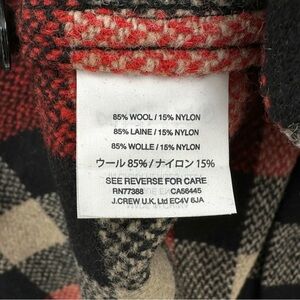 85% WOOL / 15% NYLON
85% LAINE / 15% NYLON
85% WOLLE / 15% NYLON
ウール 85% / ナイロン 15%
SEE REVERSE FOR CARE
RN77388 CA56445
J.CREW U.K. Ltd EC4V 6JA